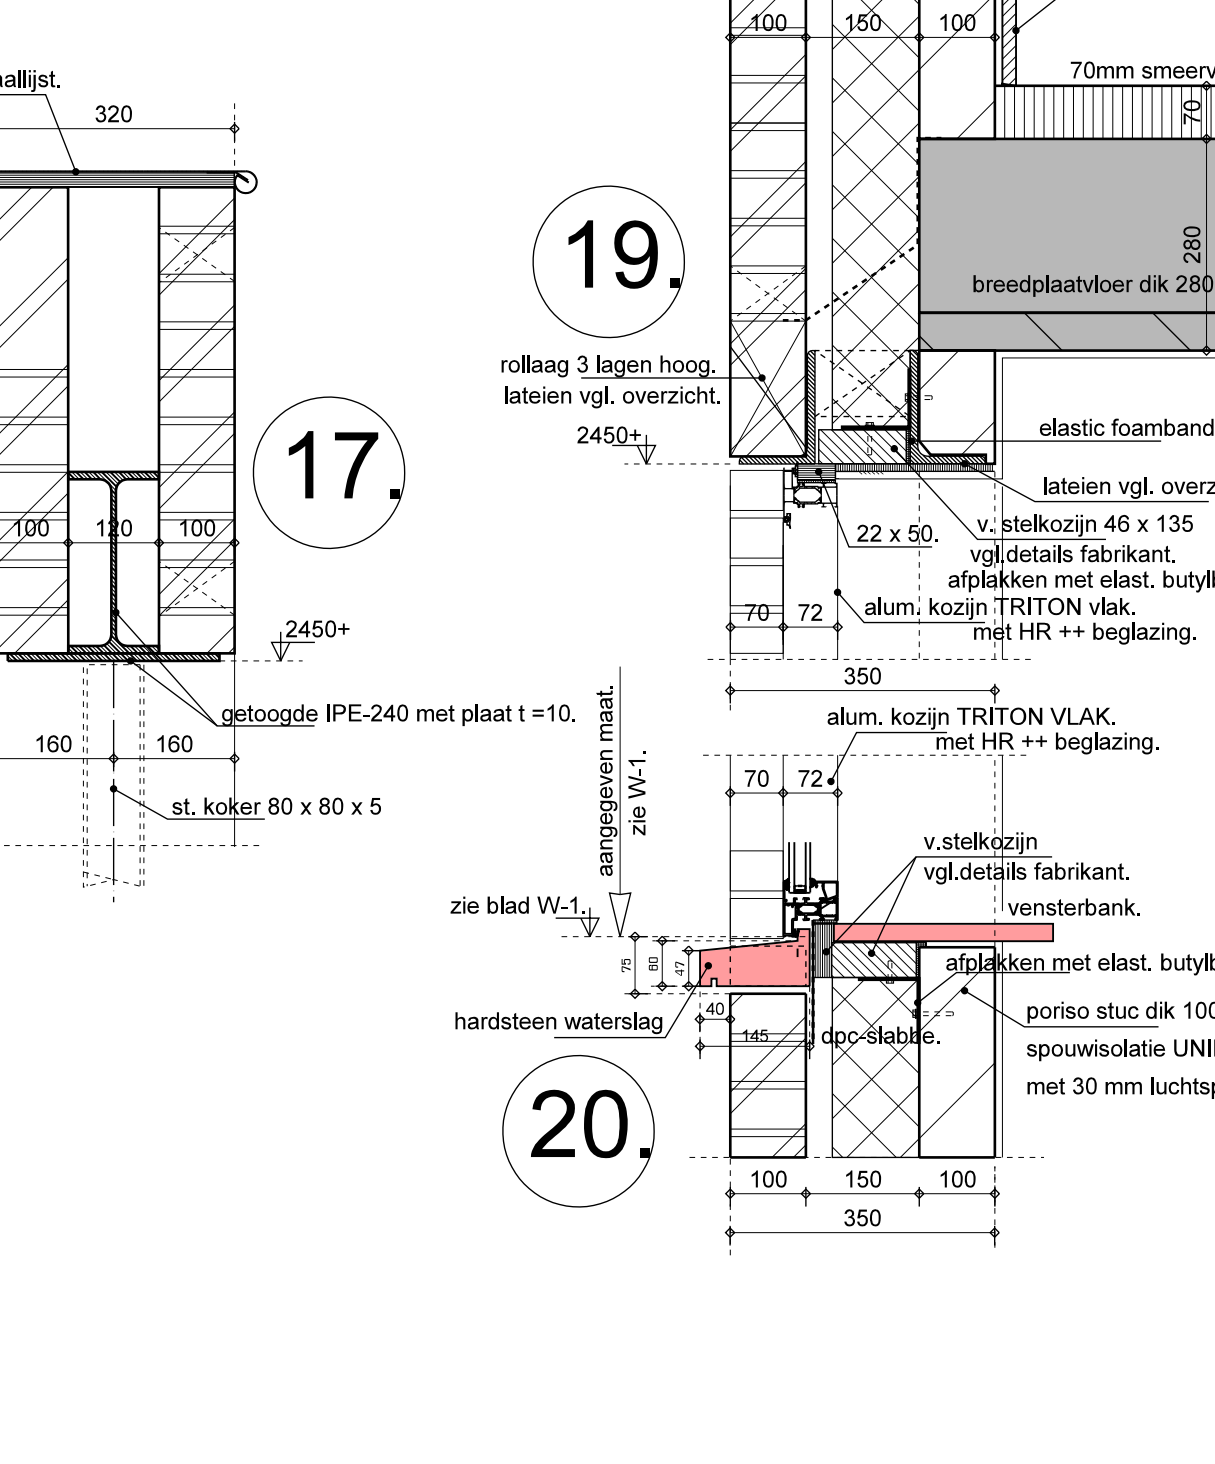 allijst.
320
17.
100
120
100
2450+
getoogde IPE-240 met plaat t =10.
160
160
st. koker 80 x 80 x 5
100
150
100
70mm smeerv
70
280
breedplaatvloer dik 280
19.
rollaag 3 lagen hoog.
lateien vgl. overzicht.
2450+
elastic foamband
lateien vgl. overz
v. stelkozijn 46 x 135
vgl.details fabrikant.
afplakken met elast. butylb
22 x 50.
alum. kozijn TRITON vlak.
met HR ++ beglazing.
70
72
350
alum. kozijn TRITON VLAK.
met HR ++ beglazing.
70
72
aangegeven maat.
zie W-1.
v.stelkozijn
vgl.details fabrikant.
zie blad W-1.
vensterbank.
75
60
47
afplakken met elast. butylb
40
145
hardsteen waterslag
dpc-slabbe.
poriso stuc dik 100
spouwisolatie UNI
met 30 mm luchtsp
20.
100
150
100
350